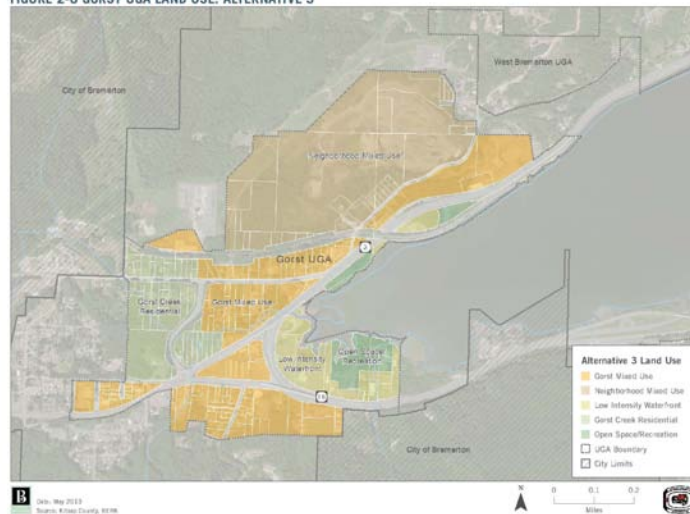 FIGURE 2-8 GORST UGA LAND USE: ALTERNATIVE 3
West Bremerton UGA
City of Bremerton
Neighborhood Mixed Use
3
Gorst UGA
Gorst Creek
Residential
Gorst Mixed Use
Low Intensity
Waterfront
Open Space/
Recreation
City of Bremerton
Alternative 3 Land Use
Gorst Mixed Use
Neighborhood Mixed Use
Low Intensity Waterfront
Gorst Creek Residential
Open Space/Recreation
UGA Boundary
City Limits
B
Date: May 2013
Source: Kitsap County, BERK
N
0 0.1 0.2
Miles